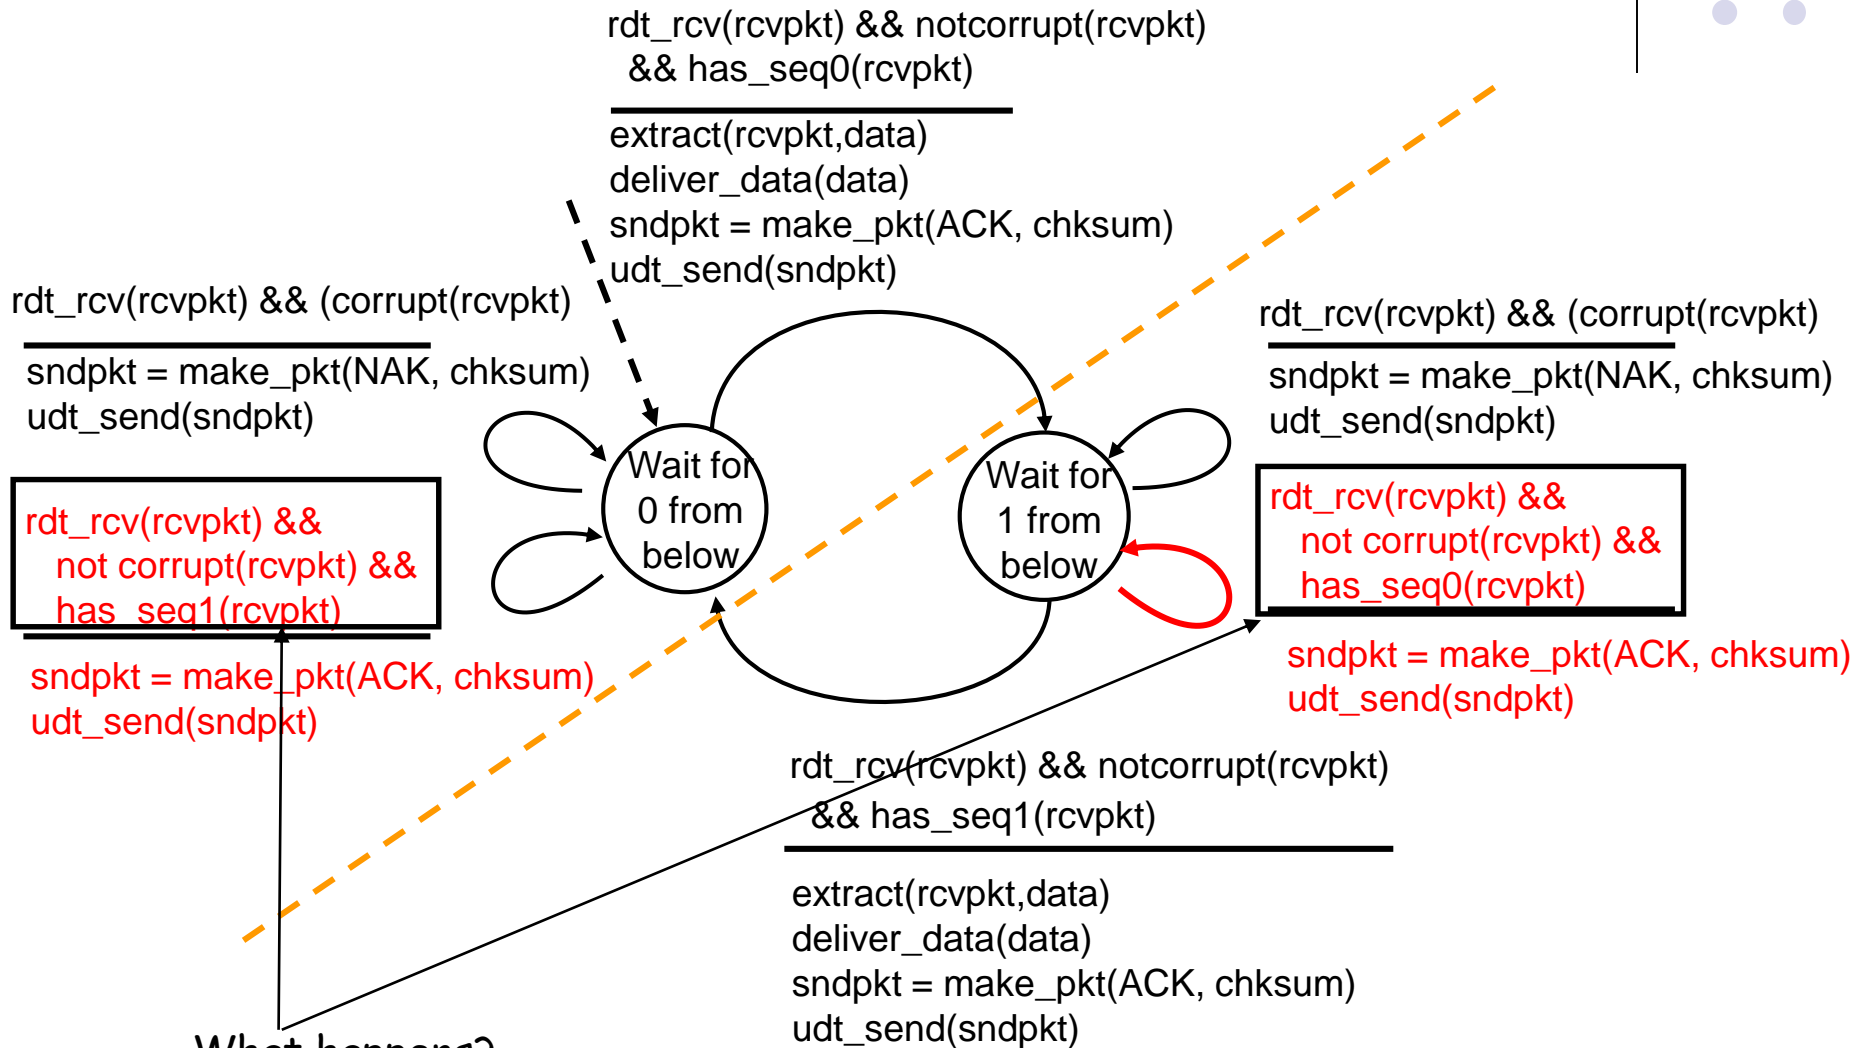 rdt_rcv(rcvpkt) && notcorrupt(rcvpkt)
&& has_seq0(rcvpkt)
extract(rcvpkt,data)
deliver_data(data)
sndpkt = make_pkt(ACK, chksum)
udt_send(sndpkt)
rdt_rcv(rcvpkt) && (corrupt(rcvpkt)
sndpkt = make_pkt(NAK, chksum)
udt_send(sndpkt)
rdt_rcv(rcvpkt) &&
not corrupt(rcvpkt) &&
has_seq1(rcvpkt)
sndpkt = make_pkt(ACK, chksum)
udt_send(sndpkt)
Wait for
0 from
below
Wait for
1 from
below
rdt_rcv(rcvpkt) && (corrupt(rcvpkt)
sndpkt = make_pkt(NAK, chksum)
udt_send(sndpkt)
rdt_rcv(rcvpkt) &&
not corrupt(rcvpkt) &&
has_seq0(rcvpkt)
sndpkt = make_pkt(ACK, chksum)
udt_send(sndpkt)
rdt_rcv(rcvpkt) && notcorrupt(rcvpkt)
&& has_seq1(rcvpkt)
extract(rcvpkt,data)
deliver_data(data)
sndpkt = make_pkt(ACK, chksum)
udt_send(sndpkt)
What happens?